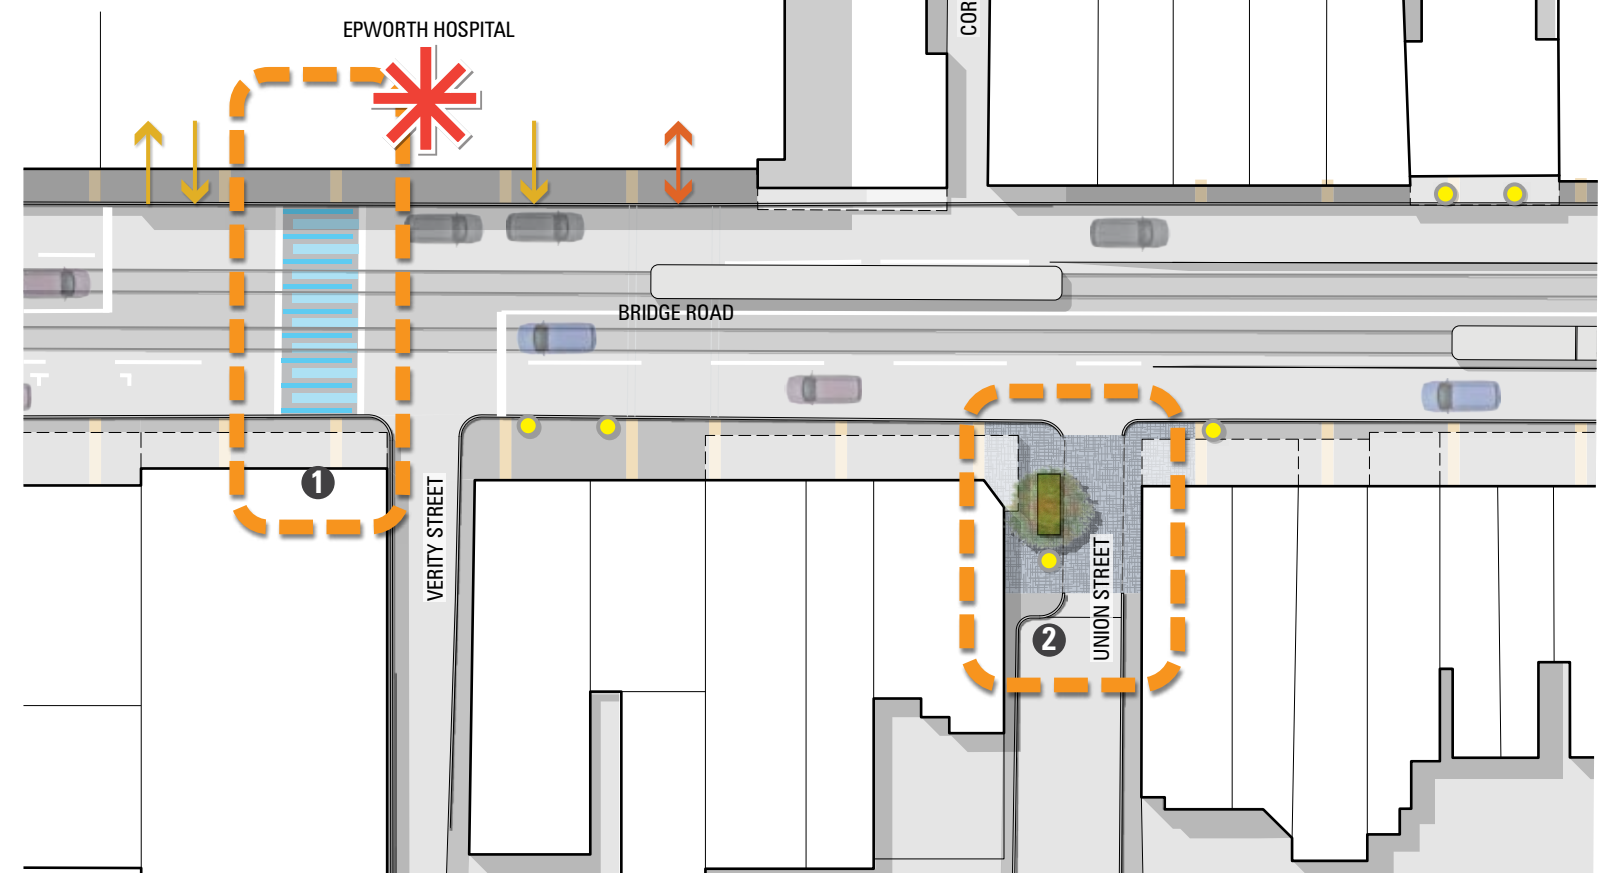 EPWORTH HOSPITAL
COR
BRIDGE ROAD
1
VERITY STREET
UNION STREET
2